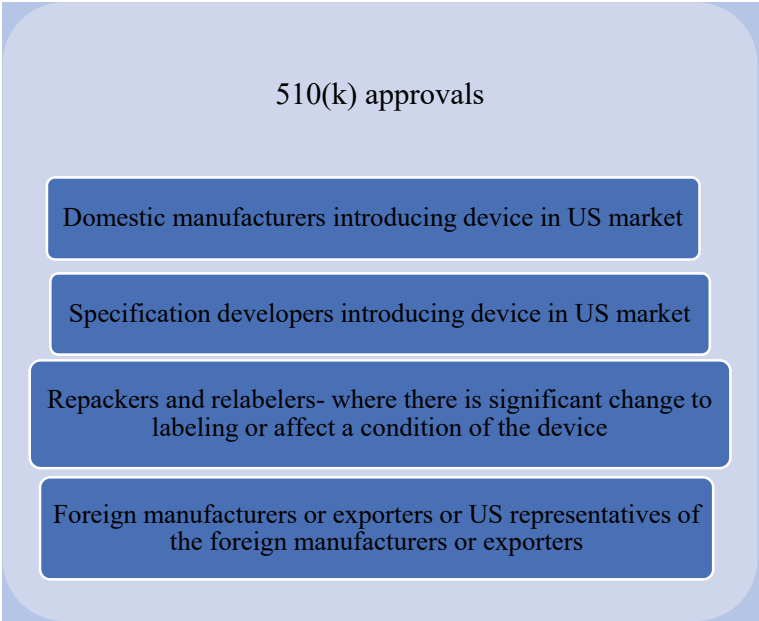 510(k) approvals
Domestic manufacturers introducing device in US market
Specification developers introducing device in US market
Repackers and relabelers- where there is significant change to
labeling or affect a condition of the device
Foreign manufacturers or exporters or US representatives of
the foreign manufacturers or exporters